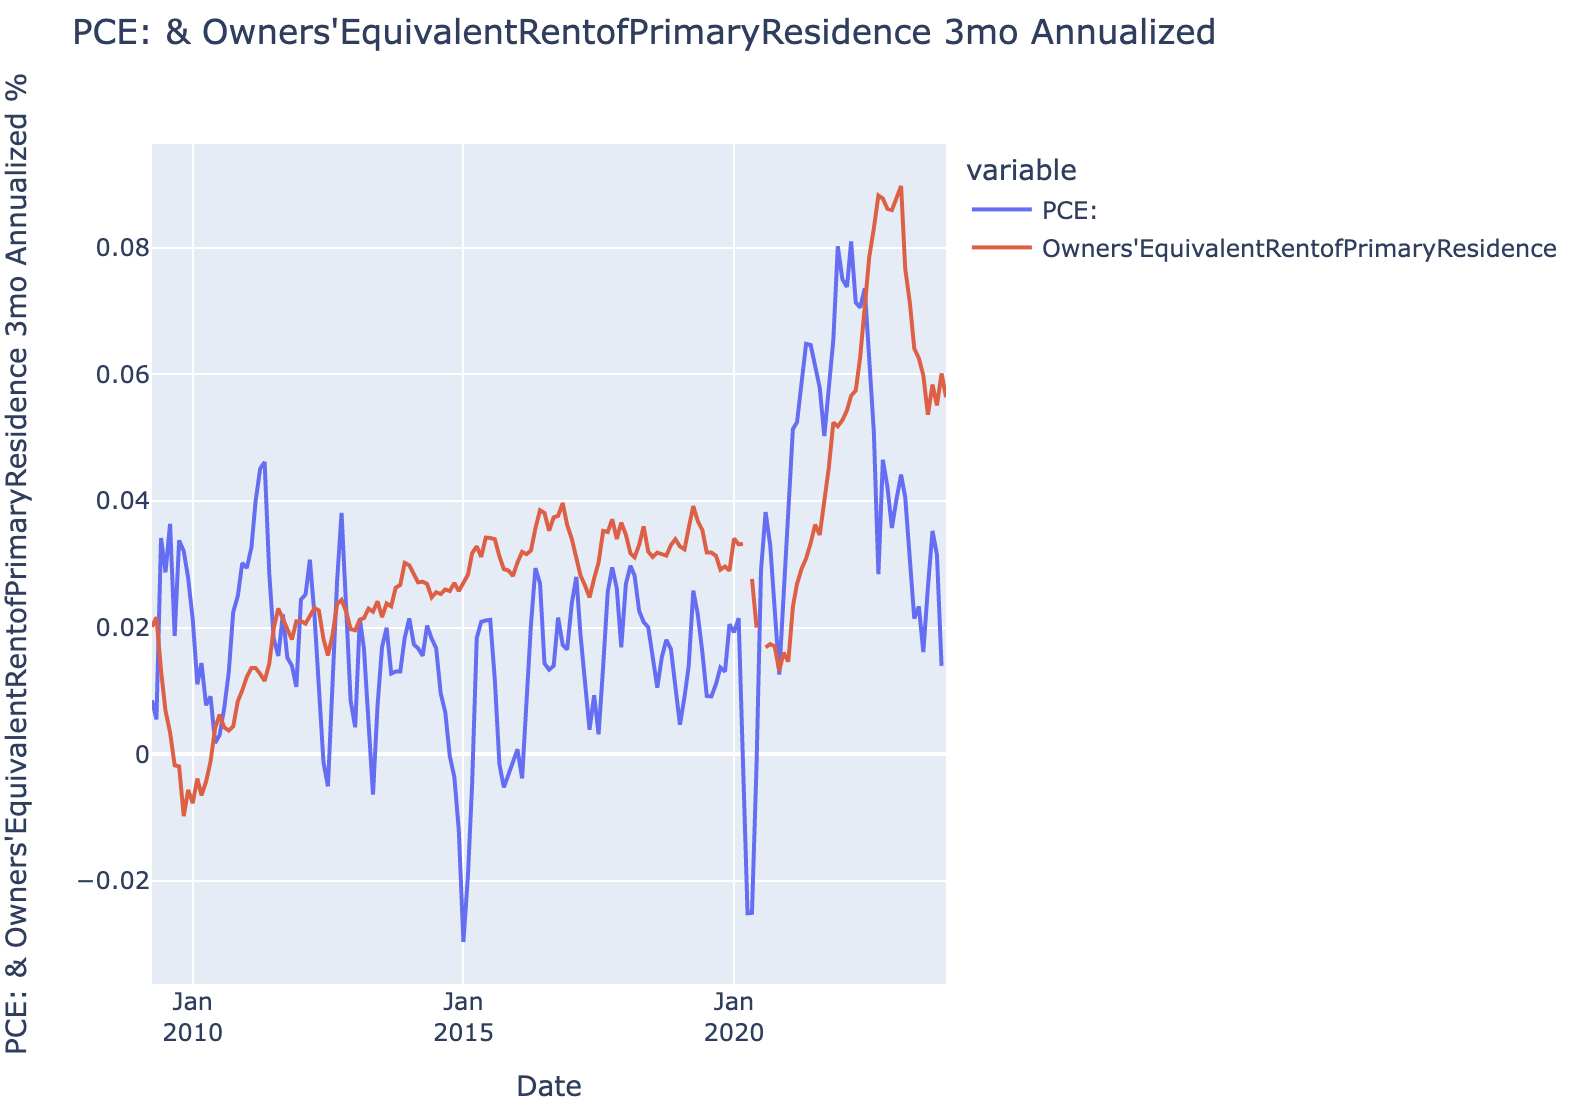 PCE: & Owners'EquivalentRentofPrimaryResidence 3mo Annualized
PCE: & Owners'EquivalentRentofPrimaryResidence 3mo Annualized %
0.08
0.06
0.04
0.02
0
−0.02
Jan
2010
Jan
2015
Jan
2020
Date
variable
PCE:
Owners'EquivalentRentofPrimaryResidence